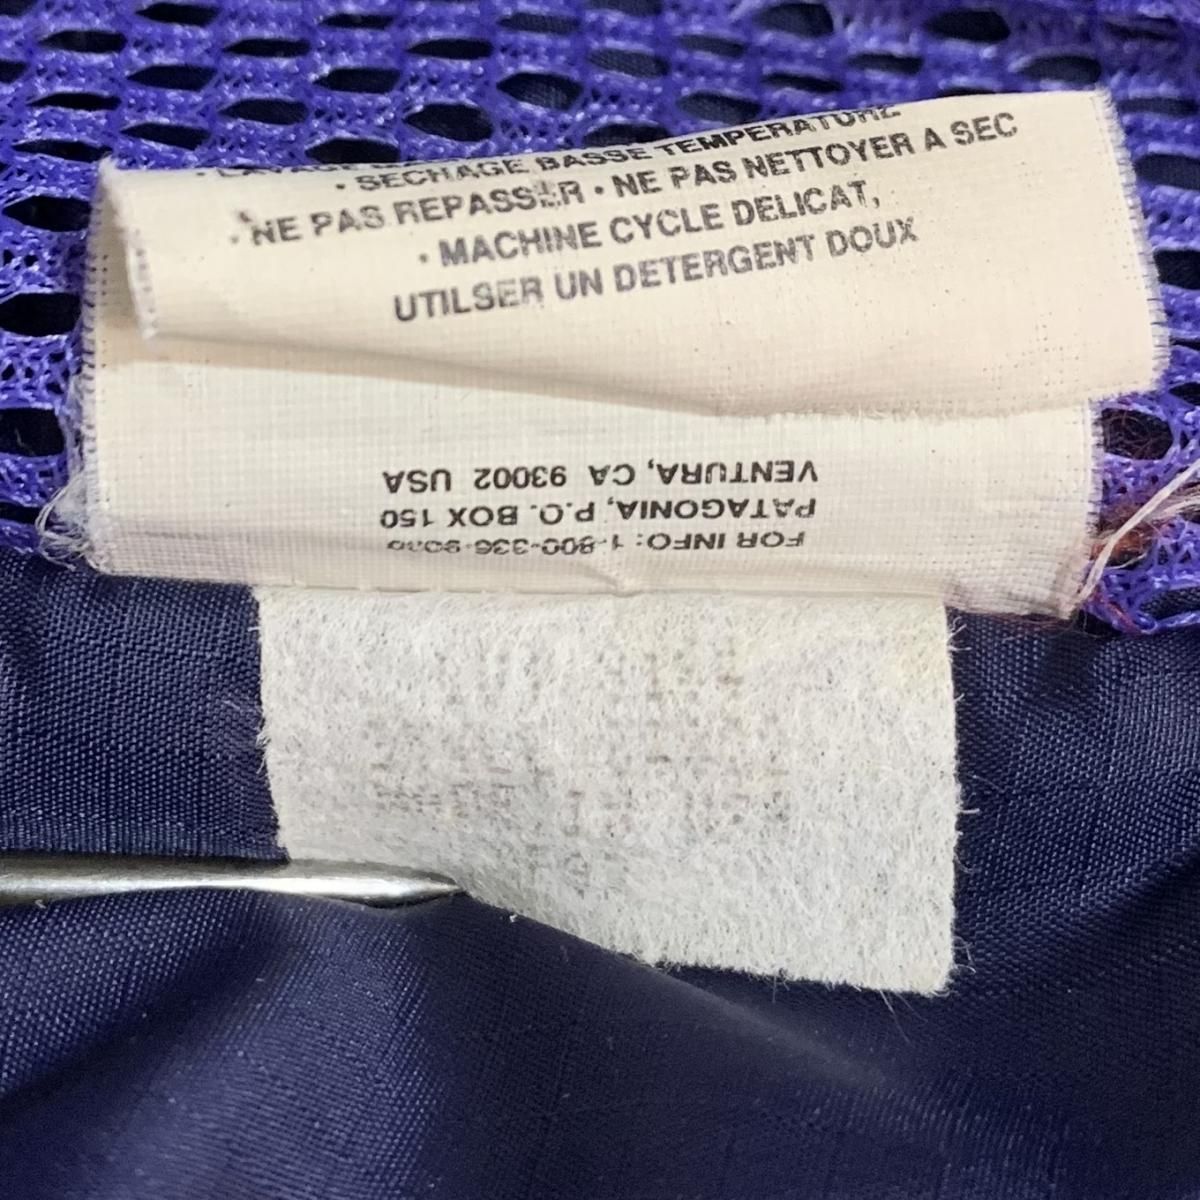 • SECHAGE BASSE TEMPERATURE
• NE PAS REPASSER • NE PAS NETTOYER A SEC
• MACHINE CYCLE DELICAT,
UTILSER UN DETERGENT DOUX
FOR INFO: 1-800-336-9090
PATAGONIA, P.O. BOX 150
VENTURA, CA 93002 USA